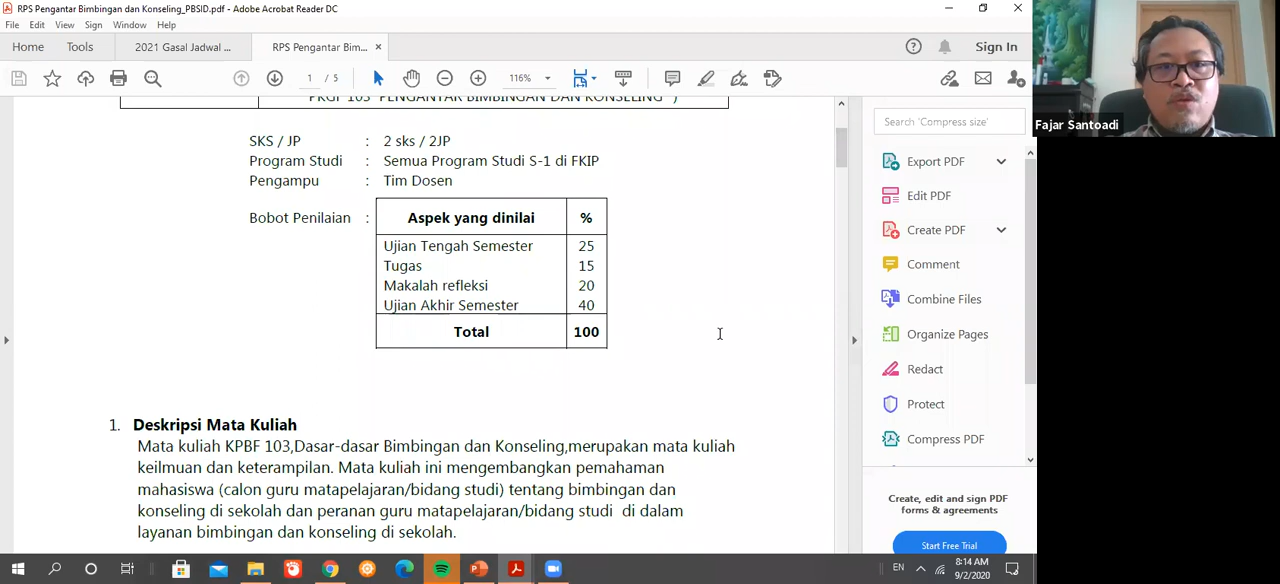 RPS Pengantar Bimbingan dan Konseling_PBSID.pdf - Adobe Acrobat Reader DC
File Edit View Sign Window Help
Home Tools 2021 Gasal Jadwal ... RPS Pengantar Bim... × Sign In
1 / 5 116%
PKGF 103 PENGANTAR BIMBINGAN DAN KONSELING )
SKS / JP : 2 sks / 2JP
Program Studi : Semua Program Studi S-1 di FKIP
Pengampu : Tim Dosen
Bobot Penilaian : Aspek yang dinilai %
Ujian Tengah Semester 25
Tugas 15
Makalah refleksi 20
Ujian Akhir Semester 40
Total 100
1. Deskripsi Mata Kuliah
Mata kuliah KPBF 103,Dasar-dasar Bimbingan dan Konseling,merupakan mata kuliah
keilmuan dan keterampilan. Mata kuliah ini mengembangkan pemahaman
mahasiswa (calon guru matapelajaran/bidang studi) tentang bimbingan dan
konseling di sekolah dan peranan guru matapelajaran/bidang studi di dalam
layanan bimbingan dan konseling di sekolah.
Search 'Compress size'
Export PDF
Edit PDF
Create PDF
Comment
Combine Files
Organize Pages
Redact
Protect
Compress PDF
Create, edit and sign PDF
forms & agreements
Start Free Trial
Fajar Santoadi
EN
8:14 AM
9/2/2020